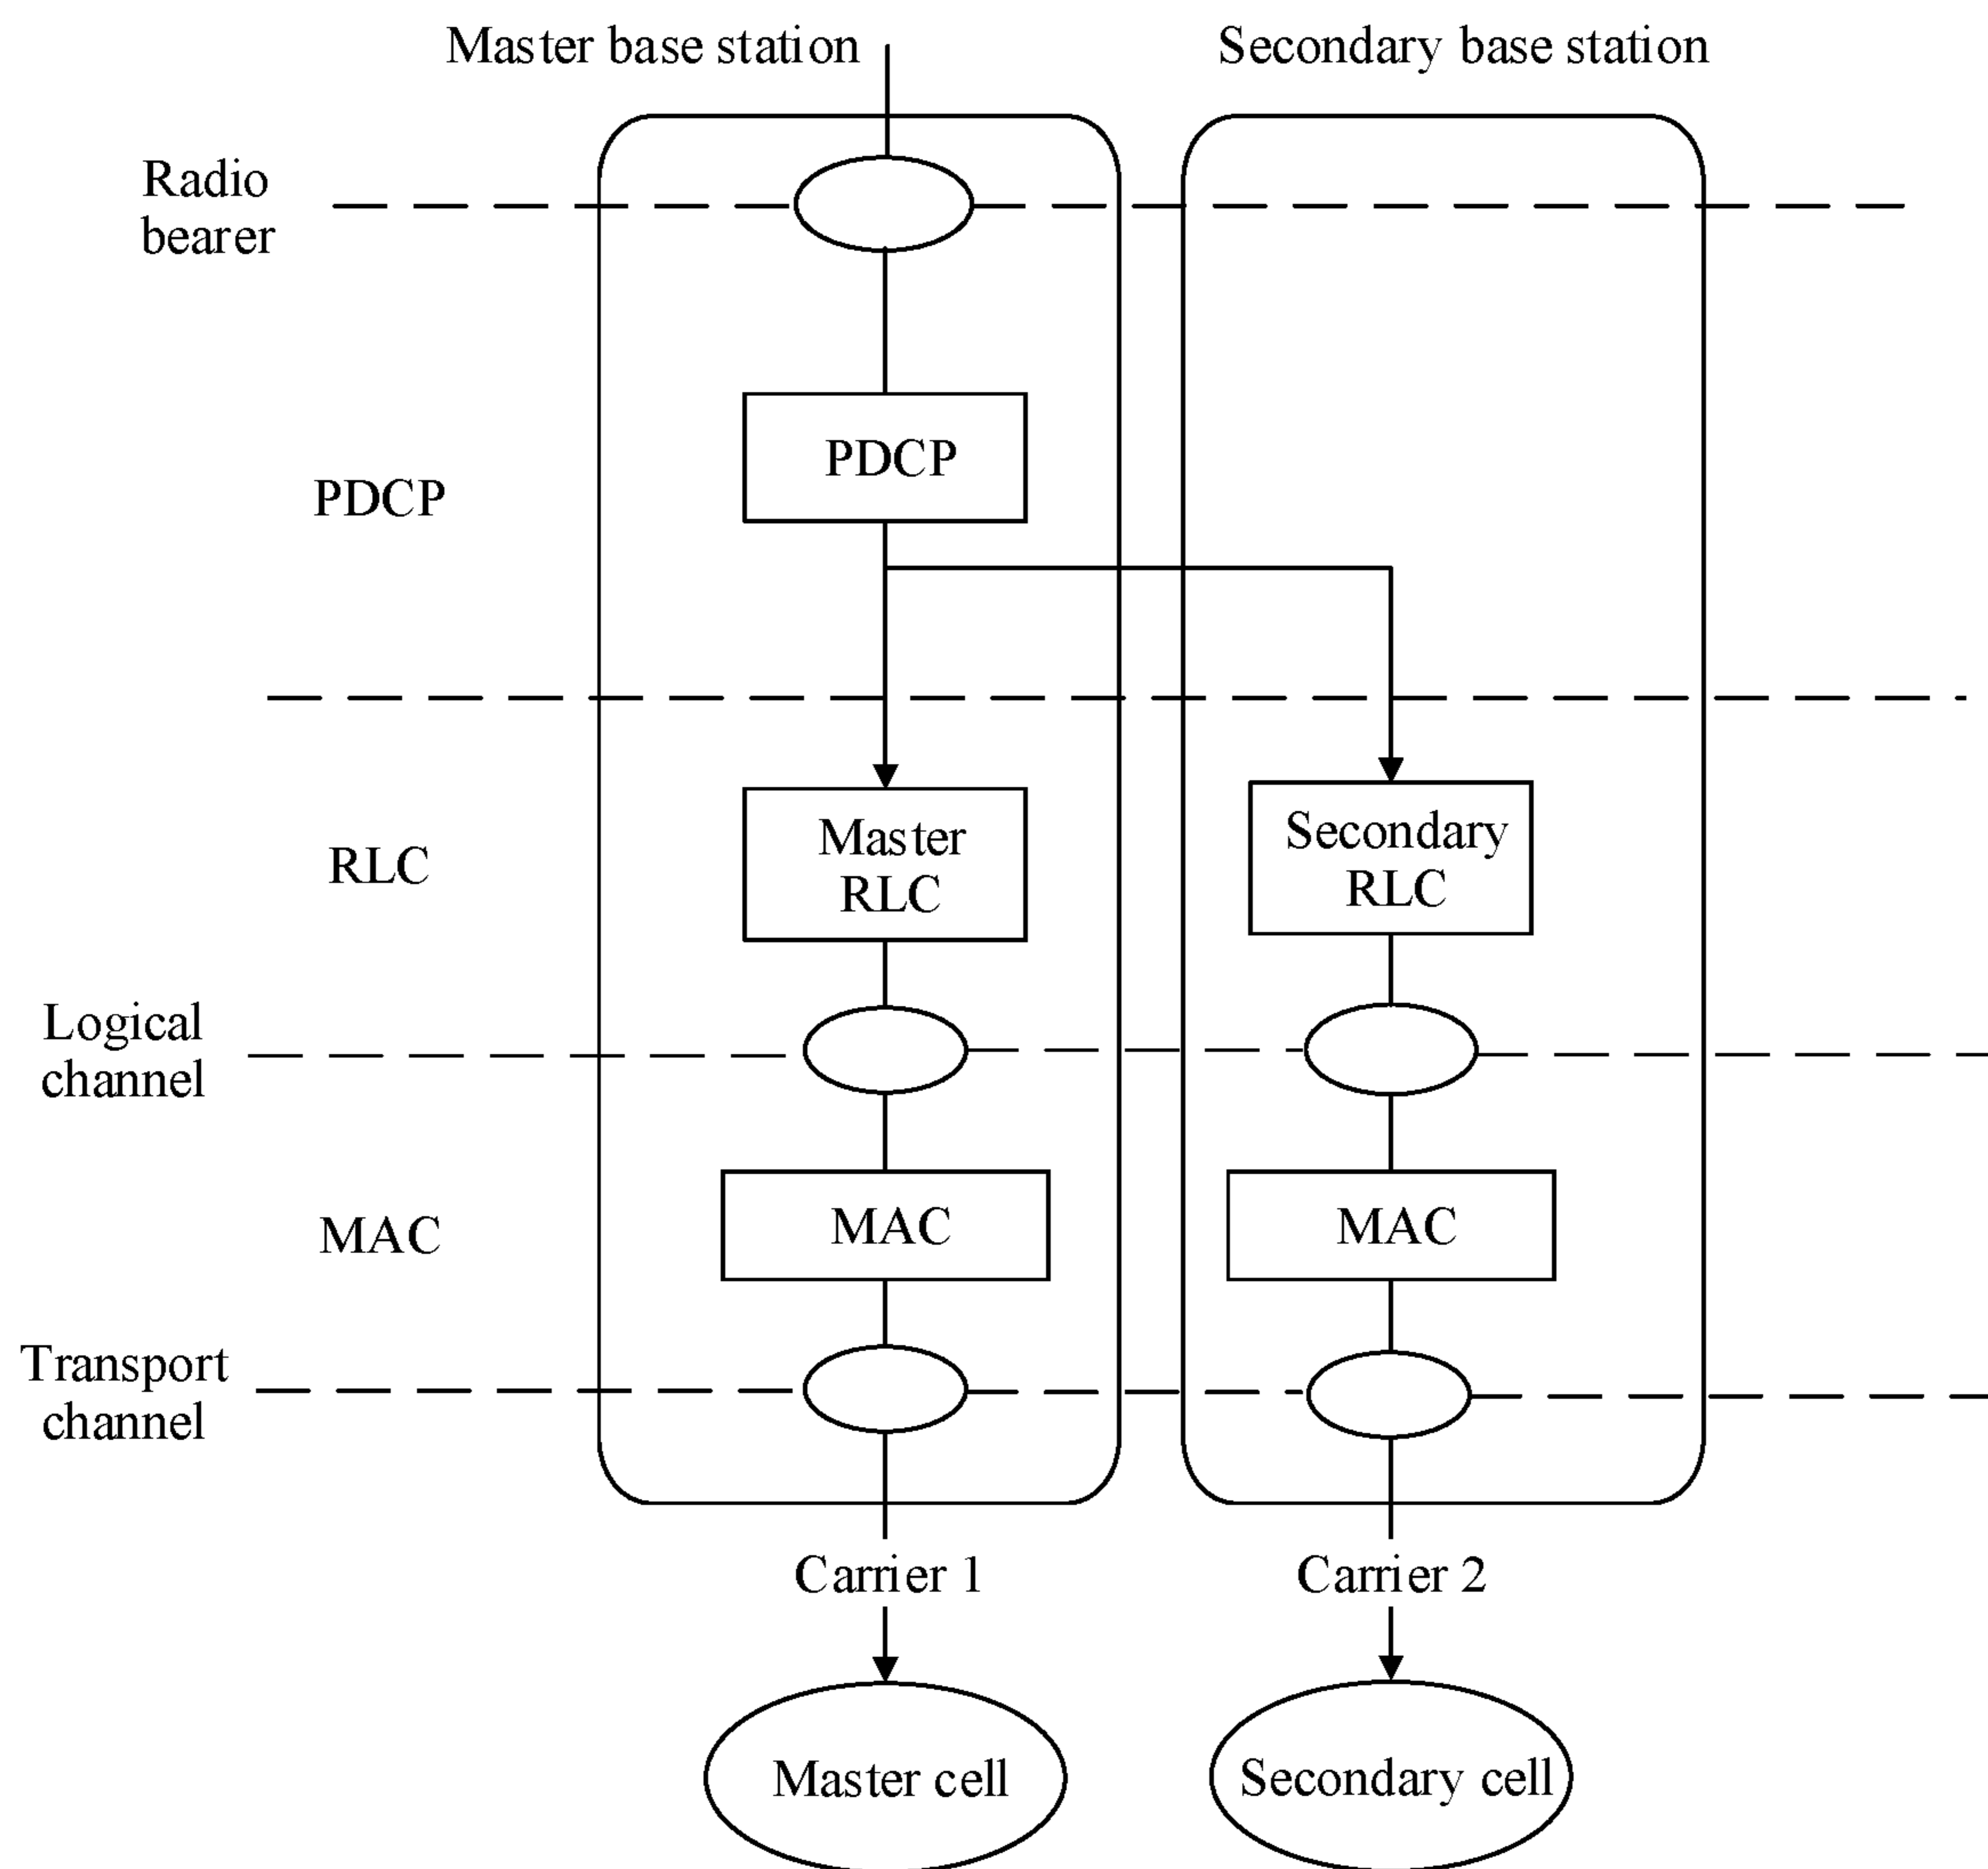 Master base station
Secondary base station
Radio
bearer
PDCP
PDCP
Master
RLC
Secondary
RLC
RLC
Logical
channel
MAC
MAC
MAC
Transport
channel
Carrier 1
Carrier 2
Master cell
Secondary cell